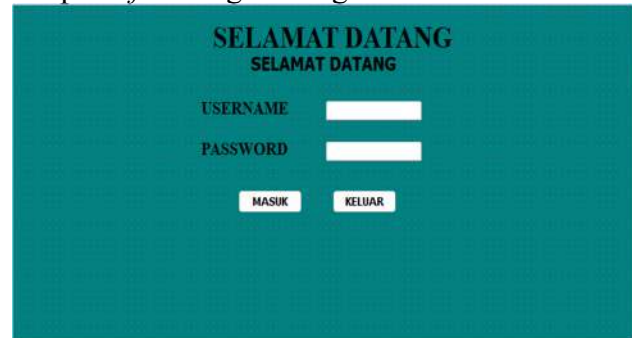 SELAMAT DATANG
SELAMAT DATANG
USERNAME
PASSWORD
MASUK KELUAR